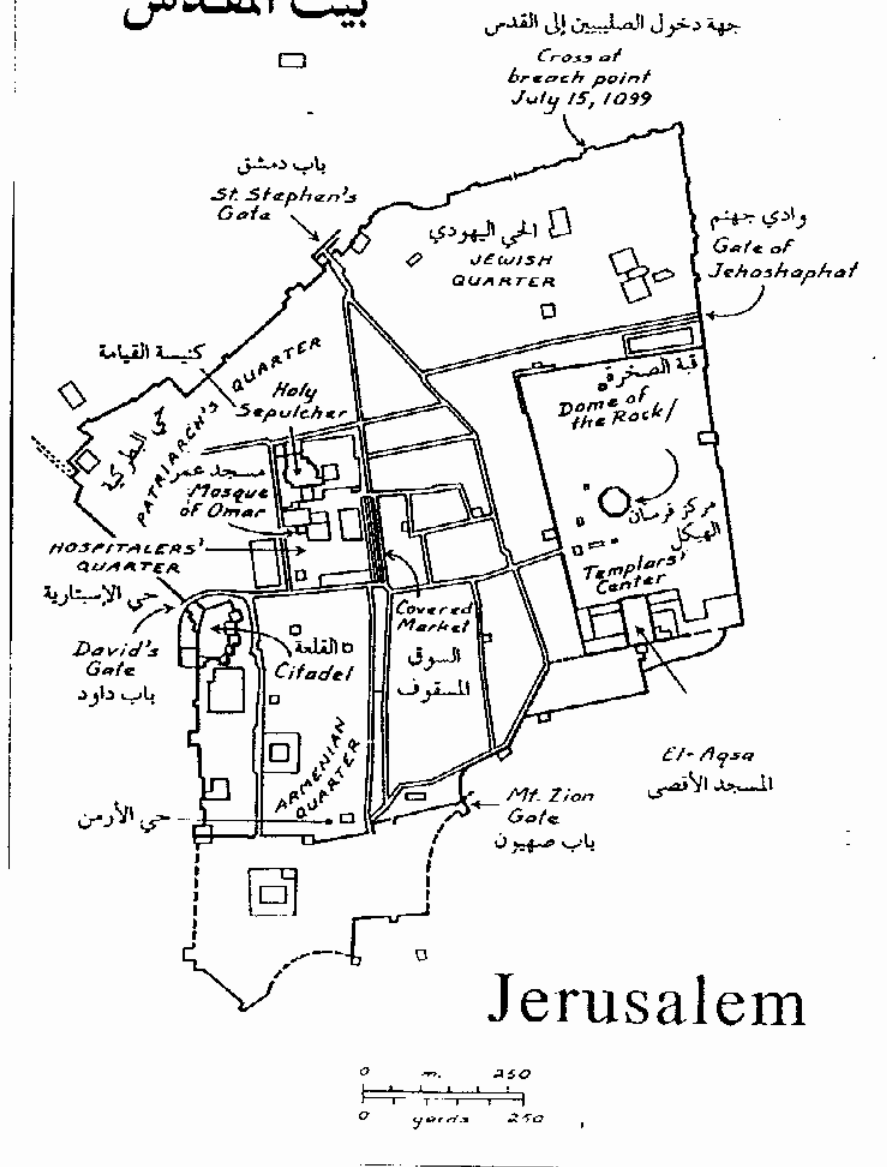 بيت المقدس
جهة دخول الصليبيين إلى القدس
Cross at
breach point
July 15, 1099
باب دمشق
St. Stephen's
Gate
الحي اليهودي
JEWISH
QUARTER
وادي جهنم
Gate of
Jehoshaphat
كنيسة القيامة
PATRIARCH'S QUARTER
حي البطركية
Holy
Sepulcher
قبة الصخرة
Dome of
the Rock
مسجد عمر
Mosque
of Omar
مركز فرسان
الهيكل
Templars'
Center
HOSPITALERS'
QUARTER
حي الإسبتارية
David's
Gate
باب داود
القلعة
Citadel
Covered
Market
السوق
المسقوف
El-Aqsa
المسجد الأقصى
ARMENIAN
QUARTER
حي الأرمن
Mt. Zion
Gate
باب صهيون
Jerusalem
0 m. 250
0 yards 250